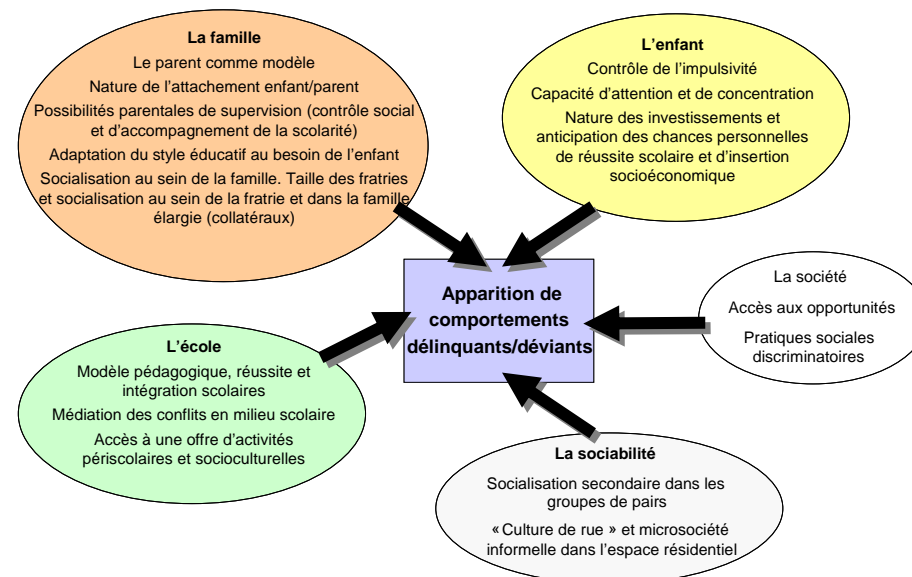 La famille
Le parent comme modèle
Nature de l'attachement enfant/parent
Possibilités parentales de supervision (contrôle social
et d'accompagnement de la scolarité)
Adaptation du style éducatif au besoin de l'enfant
Socialisation au sein de la famille. Taille des fratries
et socialisation au sein de la fratrie et dans la famille
élargie (collatéraux)
L'enfant
Contrôle de l'impulsivité
Capacité d'attention et de concentration
Nature des investissements et
anticipation des chances personnelles
de réussite scolaire et d'insertion
socioéconomique
Apparition de
comportements
délinquants/déviants
La société
Accès aux opportunités
Pratiques sociales
discriminatoires
L'école
Modèle pédagogique, réussite et
intégration scolaires
Médiation des conflits en milieu scolaire
Accès à une offre d'activités
périscolaires et socioculturelles
La sociabilité
Socialisation secondaire dans les
groupes de pairs
« Culture de rue » et microsociété
informelle dans l'espace résidentiel